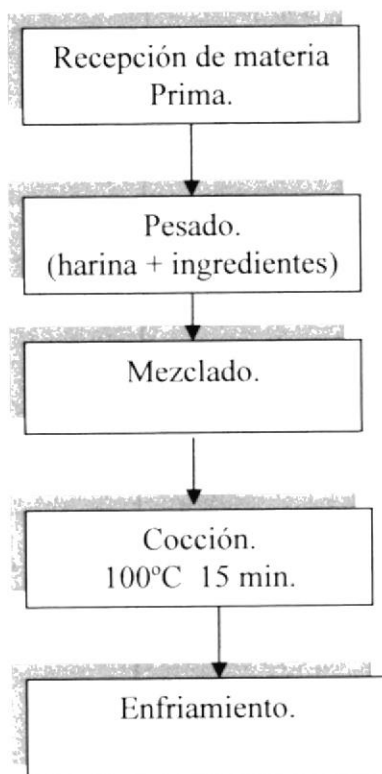 Recepción de materia
Prima.
Pesado.
(harina + ingredientes)
Mezclado.
Cocción.
100ºC 15 min.
Enfriamiento.